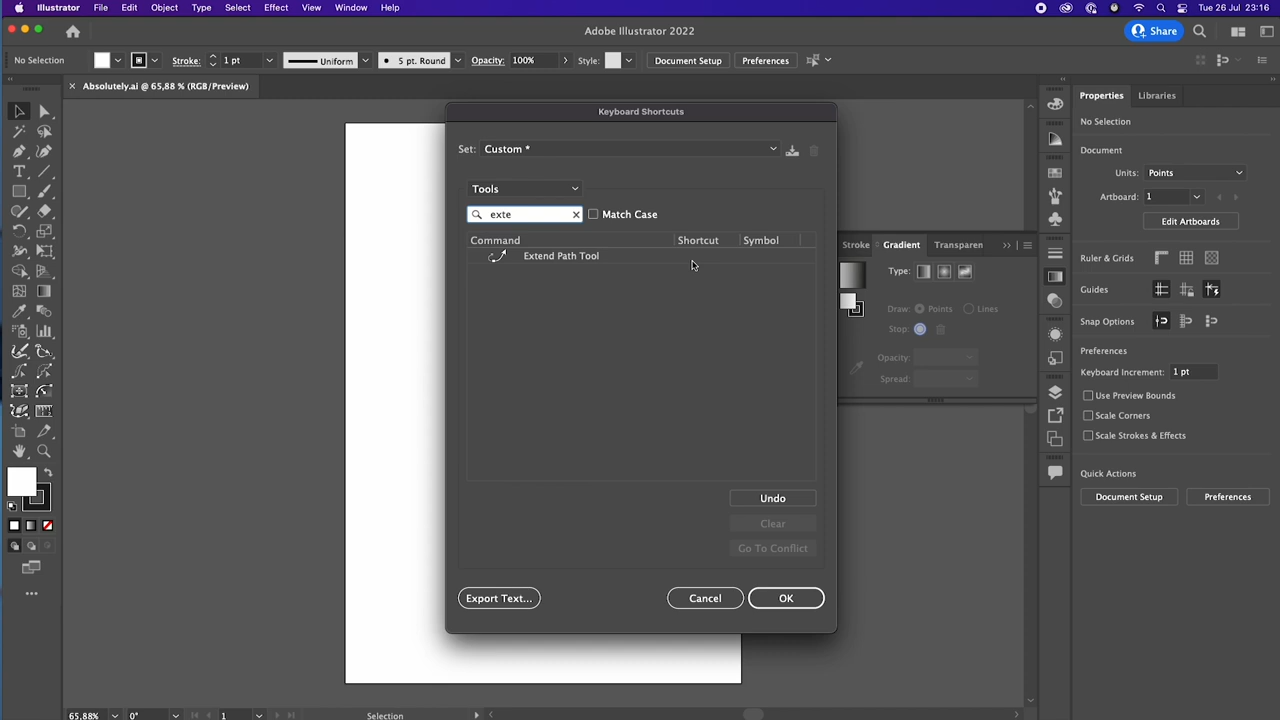 Illustrator File Edit Object Type Select Effect View Window Help Tue 26 Jul 23:16
Adobe Illustrator 2022
Share
No Selection Stroke: 1 pt Uniform 5 pt. Round Opacity: 100% Style: Document Setup Preferences
× Absolutely.ai @ 65,88 % (RGB/Preview)
Keyboard Shortcuts
Set: Custom *
Tools
exte
Match Case
Command Shortcut Symbol
Extend Path Tool
Undo
Clear
Go To Conflict
Export Text...
Cancel
OK
Stroke Gradient Transparen
Type:
Draw: Points Lines
Stop:
Opacity:
Spread:
Properties Libraries
No Selection
Document
Units: Points
Artboard: 1
Edit Artboards
Ruler & Grids
Guides
Snap Options
Preferences
Keyboard Increment: 1 pt
Use Preview Bounds
Scale Corners
Scale Strokes & Effects
Quick Actions
Document Setup Preferences
65,88% 0° 1 Selection